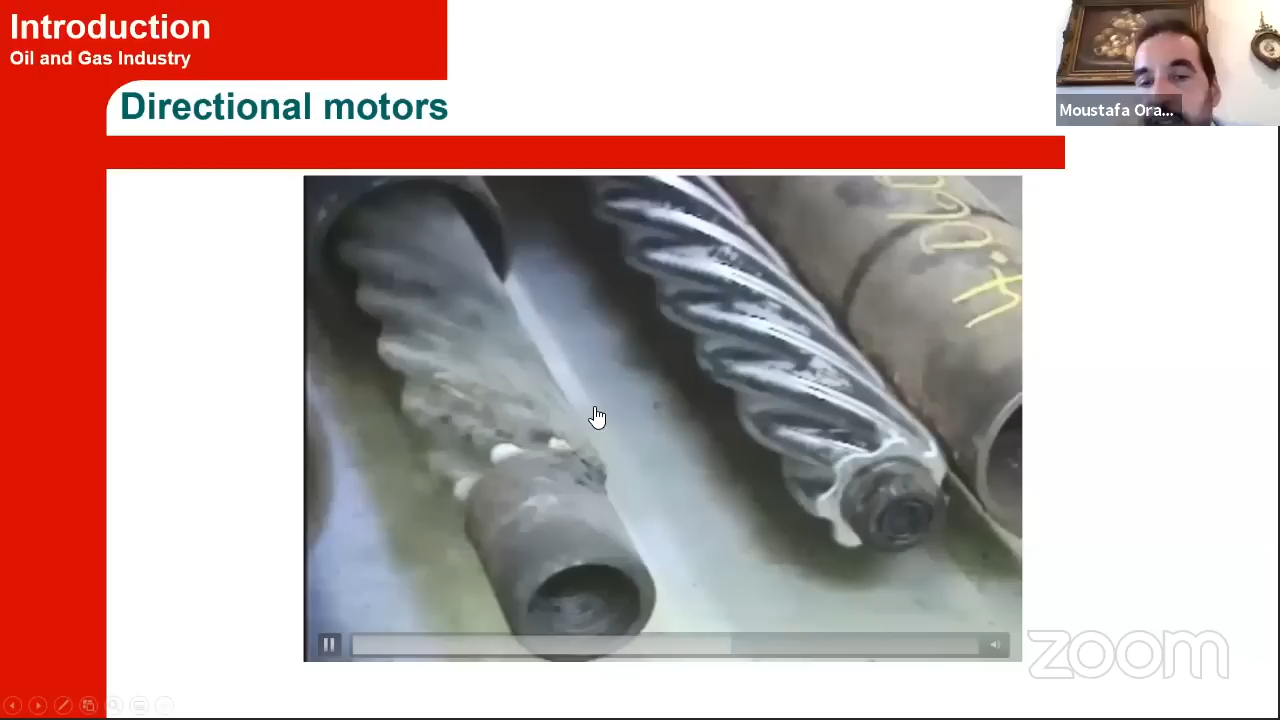 Introduction
Oil and Gas Industry
Directional motors
Moustafa Ora...
zoom